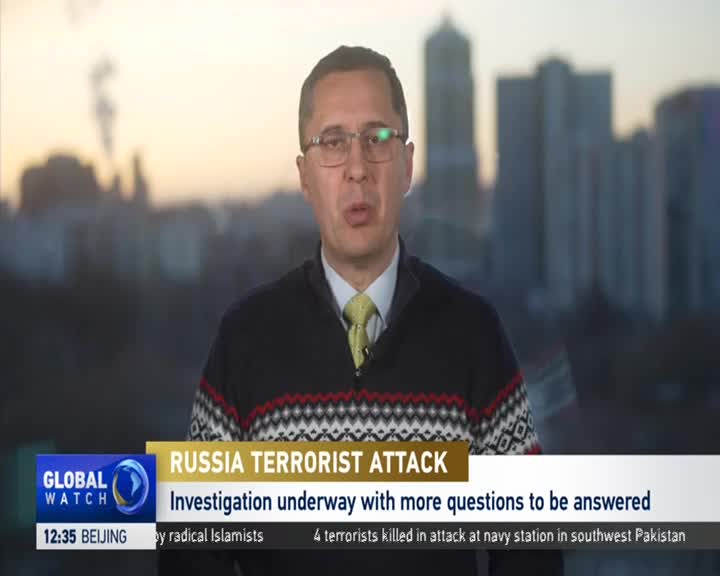 RUSSIA TERRORIST ATTACK
GLOBAL
WATCH
Investigation underway with more questions to be answered
12:35 BEIJING
by radical Islamists 4 terrorists killed in attack at navy station in southwest Pakistan